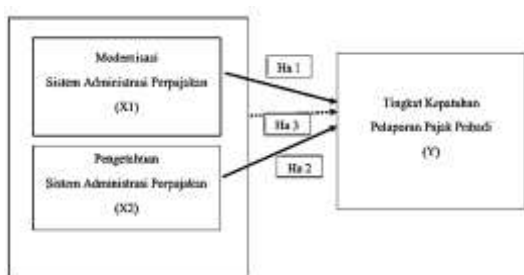 Modernisasi
Sistem Administrasi Perpajakan
(X1)
Ha 1
Ha 3
Pengetahuan
Sistem Administrasi Perpajakan
(X2)
Ha 2
Tingkat Kepatuhan
Pelaporan Pajak Pribadi
(Y)